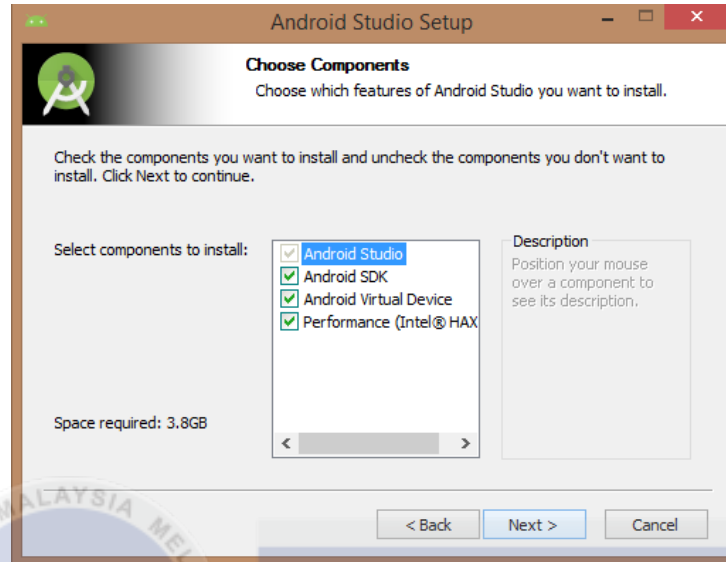 Android Studio Setup
Choose Components
Choose which features of Android Studio you want to install.
Check the components you want to install and uncheck the components you don't want to
install. Click Next to continue.
Select components to install:
Android Studio
Android SDK
Android Virtual Device
Performance (Intel® HAX
Description
Position your mouse
over a component to
see its description.
Space required: 3.8GB
MALAYSIA
< Back
Next >
Cancel